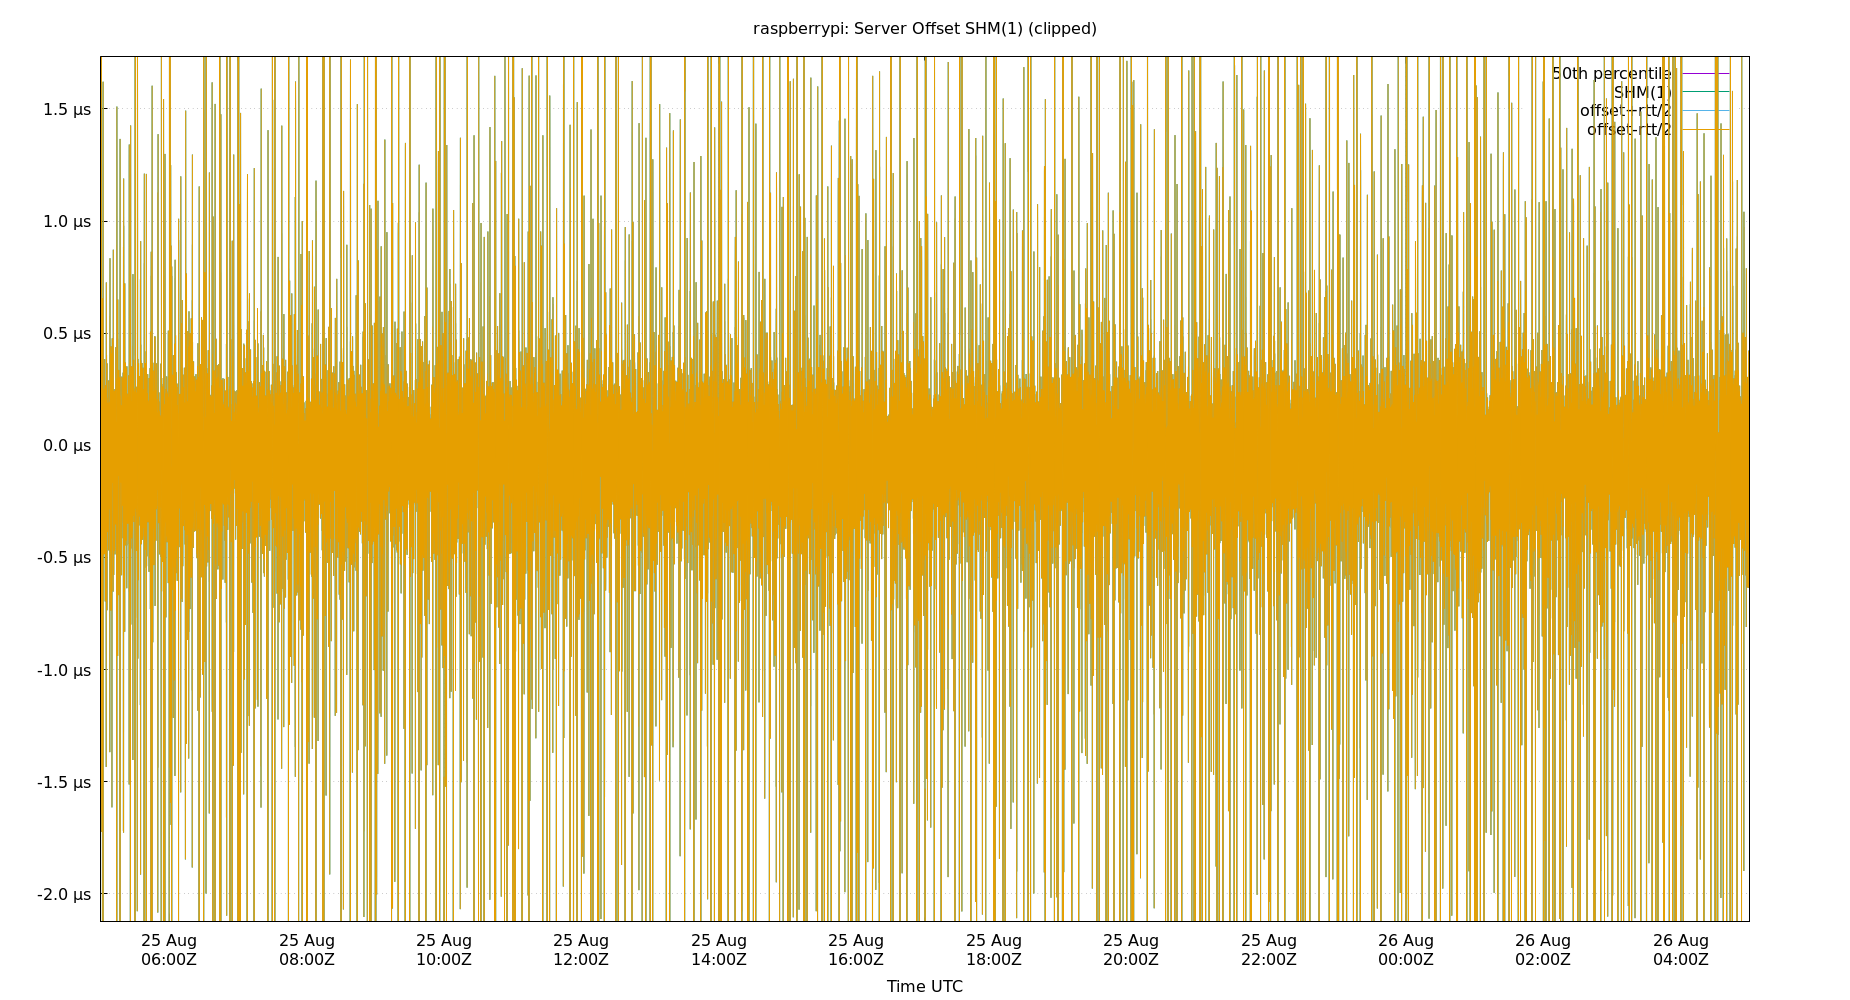 raspberrypi: Server Offset SHM(1) (clipped)
50th percentile
SHM(1)
offset+rtt/2
offset-rtt/2
1.5 µs
1.0 µs
0.5 µs
0.0 µs
-0.5 µs
-1.0 µs
-1.5 µs
-2.0 µs
25 Aug 25 Aug 25 Aug 25 Aug 25 Aug 25 Aug 25 Aug 25 Aug 25 Aug 26 Aug 26 Aug 26 Aug
06:00Z 08:00Z 10:00Z 12:00Z 14:00Z 16:00Z 18:00Z 20:00Z 22:00Z 00:00Z 02:00Z 04:00Z
Time UTC